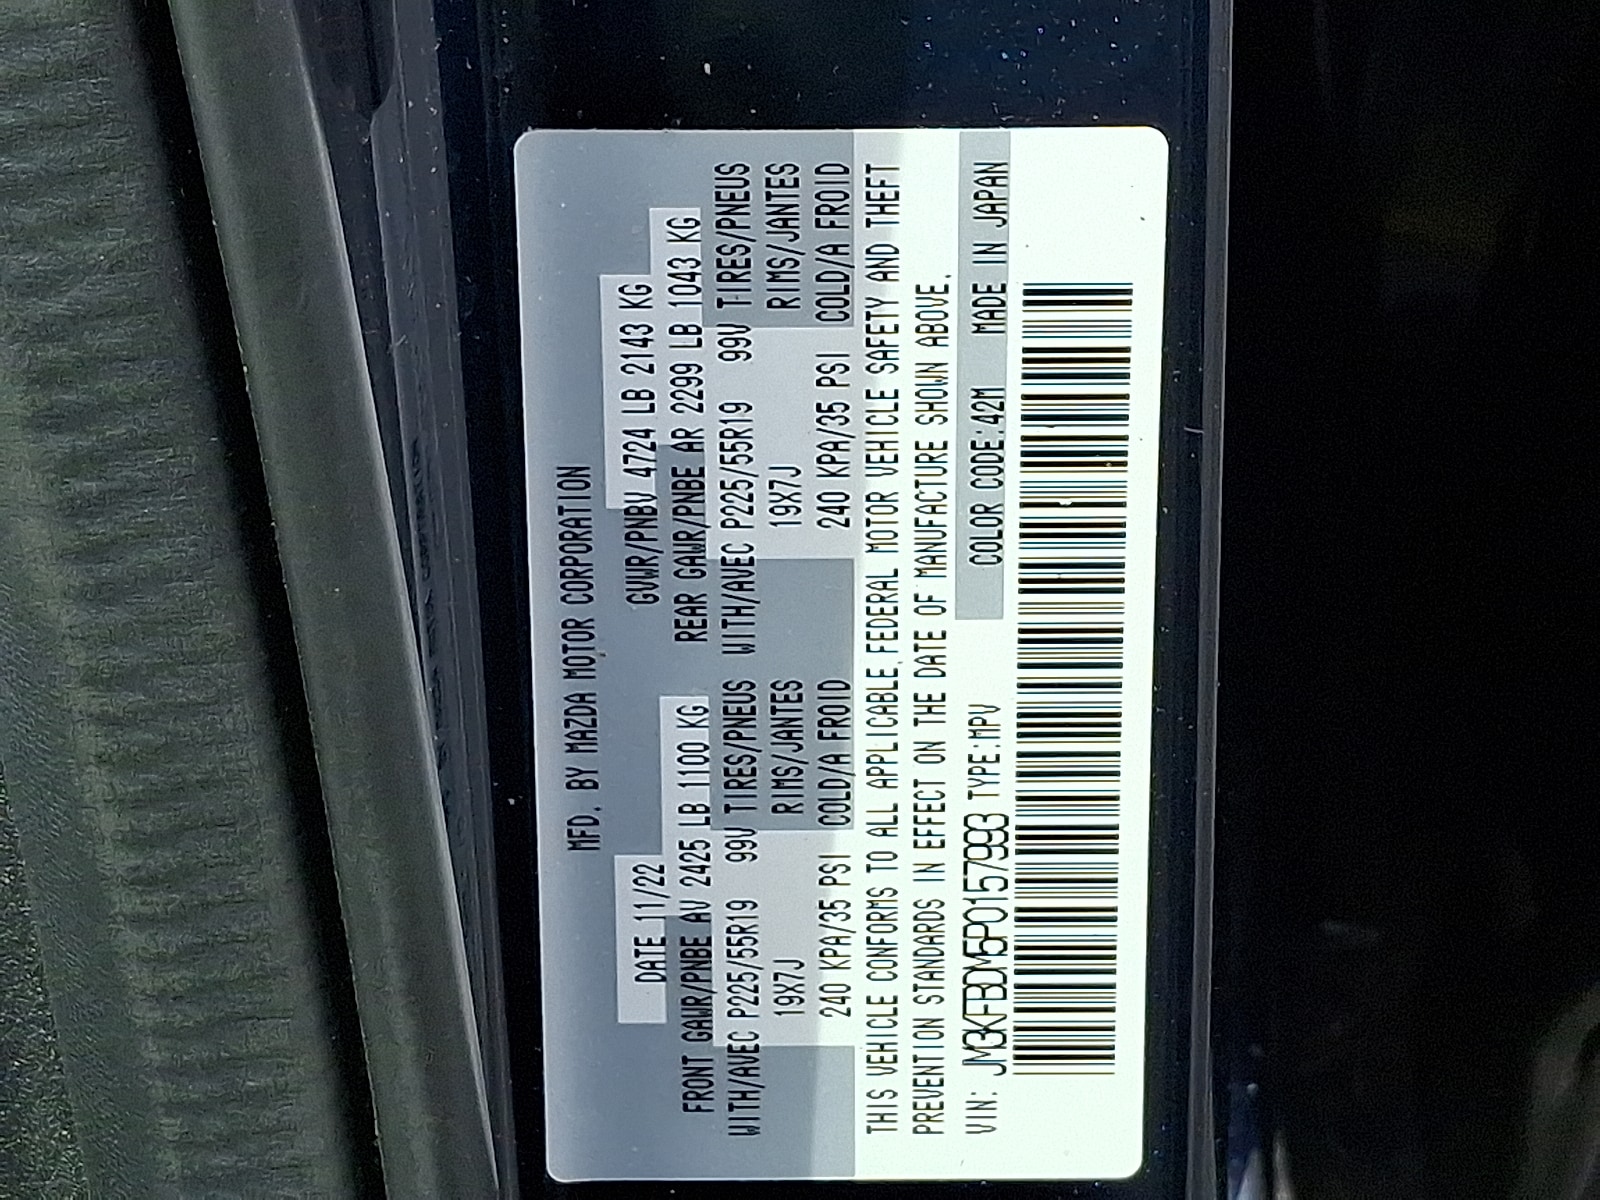 MFD. BY MAZDA MOTOR CORPORATION
DATE 11/22 GVWR/PNBV 4724 LB 2143 KG
FRONT GAWR/PNBE AV 2425 LB 1100 KG REAR GAWR/PNBE AR 2299 LB 1043 KG
WITH/AVEC P225/55R19 99V TIRES/PNEUS WITH/AVEC P225/55R19 99V TIRES/PNEUS
19X7J RIMS/JANTES 19X7J RIMS/JANTES
240 KPA/35 PSI COLD/A FROID 240 KPA/35 PSI COLD/A FROID
THIS VEHICLE CONFORMS TO ALL APPLICABLE FEDERAL MOTOR VEHICLE SAFETY AND THEFT
PREVENTION STANDARDS IN EFFECT ON THE DATE OF MANUFACTURE SHOWN ABOVE.
VIN: JM3KFBDM5P0157993 TYPE:MPV COLOR CODE:42M MADE IN JAPAN